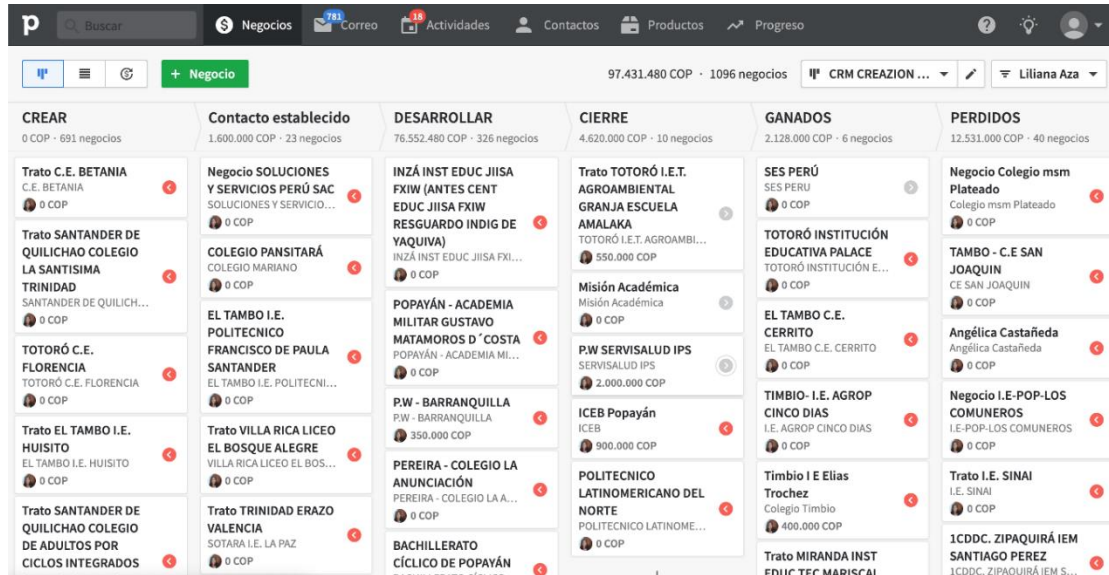 p
Buscar
Negocios
781
Correo
18
Actividades
Contactos
Productos
Progreso
?
+ Negocio
97.431.480 COP · 1096 negocios
CRM CREAZION ...
Liliana Aza
CREAR
0 COP · 691 negocios
Trato C.E. BETANIA
C.E. BETANIA
0 COP
Trato SANTANDER DE
QUILICHAO COLEGIO
LA SANTISIMA
TRINIDAD
SANTANDER DE QUILICH...
0 COP
TOTORÓ C.E.
FLORENCIA
TOTORÓ C.E. FLORENCIA
0 COP
Trato EL TAMBO I.E.
HUISITO
EL TAMBO I.E. HUISITO
0 COP
Trato SANTANDER DE
QUILICHAO COLEGIO
DE ADULTOS POR
CICLOS INTEGRADOS
Contacto establecido
1.600.000 COP · 23 negocios
Negocio SOLUCIONES
Y SERVICIOS PERÚ SAC
SOLUCIONES Y SERVICIO...
0 COP
COLEGIO PANSITARÁ
COLEGIO MARIANO
0 COP
EL TAMBO I.E.
POLITECNICO
FRANCISCO DE PAULA
SANTANDER
EL TAMBO I.E. POLITECNI...
0 COP
Trato VILLA RICA LICEO
EL BOSQUE ALEGRE
VILLA RICA LICEO EL BOS...
0 COP
Trato TRINIDAD ERAZO
VALENCIA
SOTARA I.E. LA PAZ
0 COP
DESARROLLAR
76.552.480 COP · 326 negocios
INZÁ INST EDUC JIISA
FXIW (ANTES CENT
EDUC JIISA FXIW
RESGUARDO INDIG DE
YAQUIVA)
INZÁ INST EDUC JIISA FXI...
0 COP
POPAYÁN - ACADEMIA
MILITAR GUSTAVO
MATAMOROS D´COSTA
POPAYÁN - ACADEMIA MI...
0 COP
P.W - BARRANQUILLA
P.W - BARRANQUILLA
350.000 COP
PEREIRA - COLEGIO LA
ANUNCIACIÓN
PEREIRA - COLEGIO LA A...
0 COP
BACHILLERATO
CÍCLICO DE POPAYÁN
CIERRE
4.620.000 COP · 10 negocios
Trato TOTORÓ I.E.T.
AGROAMBIENTAL
GRANJA ESCUELA
AMALAKA
TOTORÓ I.E.T. AGROAMBI...
550.000 COP
Misión Académica
Misión Académica
0 COP
P.W SERVISALUD IPS
SERVISALUD IPS
2.000.000 COP
ICEB Popayán
ICEB
900.000 COP
POLITECNICO
LATINOMERICANO DEL
NORTE
POLITECNICO LATINOME...
0 COP
GANADOS
2.128.000 COP · 6 negocios
SES PERÚ
SES PERU
0 COP
TOTORÓ INSTITUCIÓN
EDUCATIVA PALACE
TOTORÓ INSTITUCIÓN E...
0 COP
EL TAMBO C.E.
CERRITO
EL TAMBO C.E. CERRITO
0 COP
TIMBIO- I.E. AGROP
CINCO DIAS
I.E. AGROP CINCO DIAS
0 COP
Timbio I E Elias
Trochez
Colegio Timbio
400.000 COP
Trato MIRANDA INST
EDUC TEC MARISCAL
PERDIDOS
12.531.000 COP · 40 negocios
Negocio Colegio msm
Plateado
Colegio msm Plateado
0 COP
TAMBO - C.E SAN
JOAQUIN
CE SAN JOAQUIN
0 COP
Angélica Castañeda
Angélica Castañeda
0 COP
Negocio I.E-POP-LOS
COMUNEROS
I.E-POP-LOS COMUNEROS
0 COP
Trato I.E. SINAI
I.E. SINAI
0 COP
1CDDC. ZIPAQUIRÁ IEM
SANTIAGO PEREZ
1CDDC. ZIPAQUIRÁ IEM S...